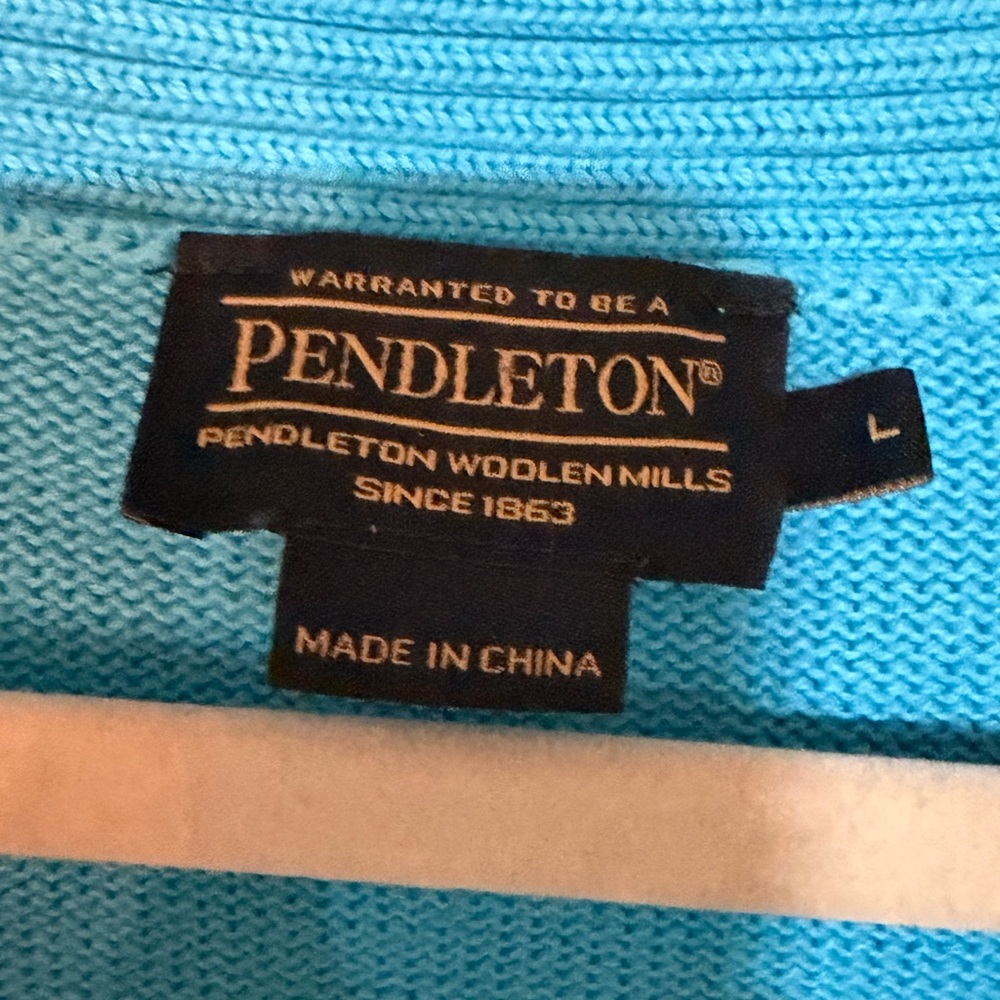 WARRANTED TO BE A
PENDLETON®
PENDLETON WOOLEN MILLS
SINCE 1863
L
MADE IN CHINA